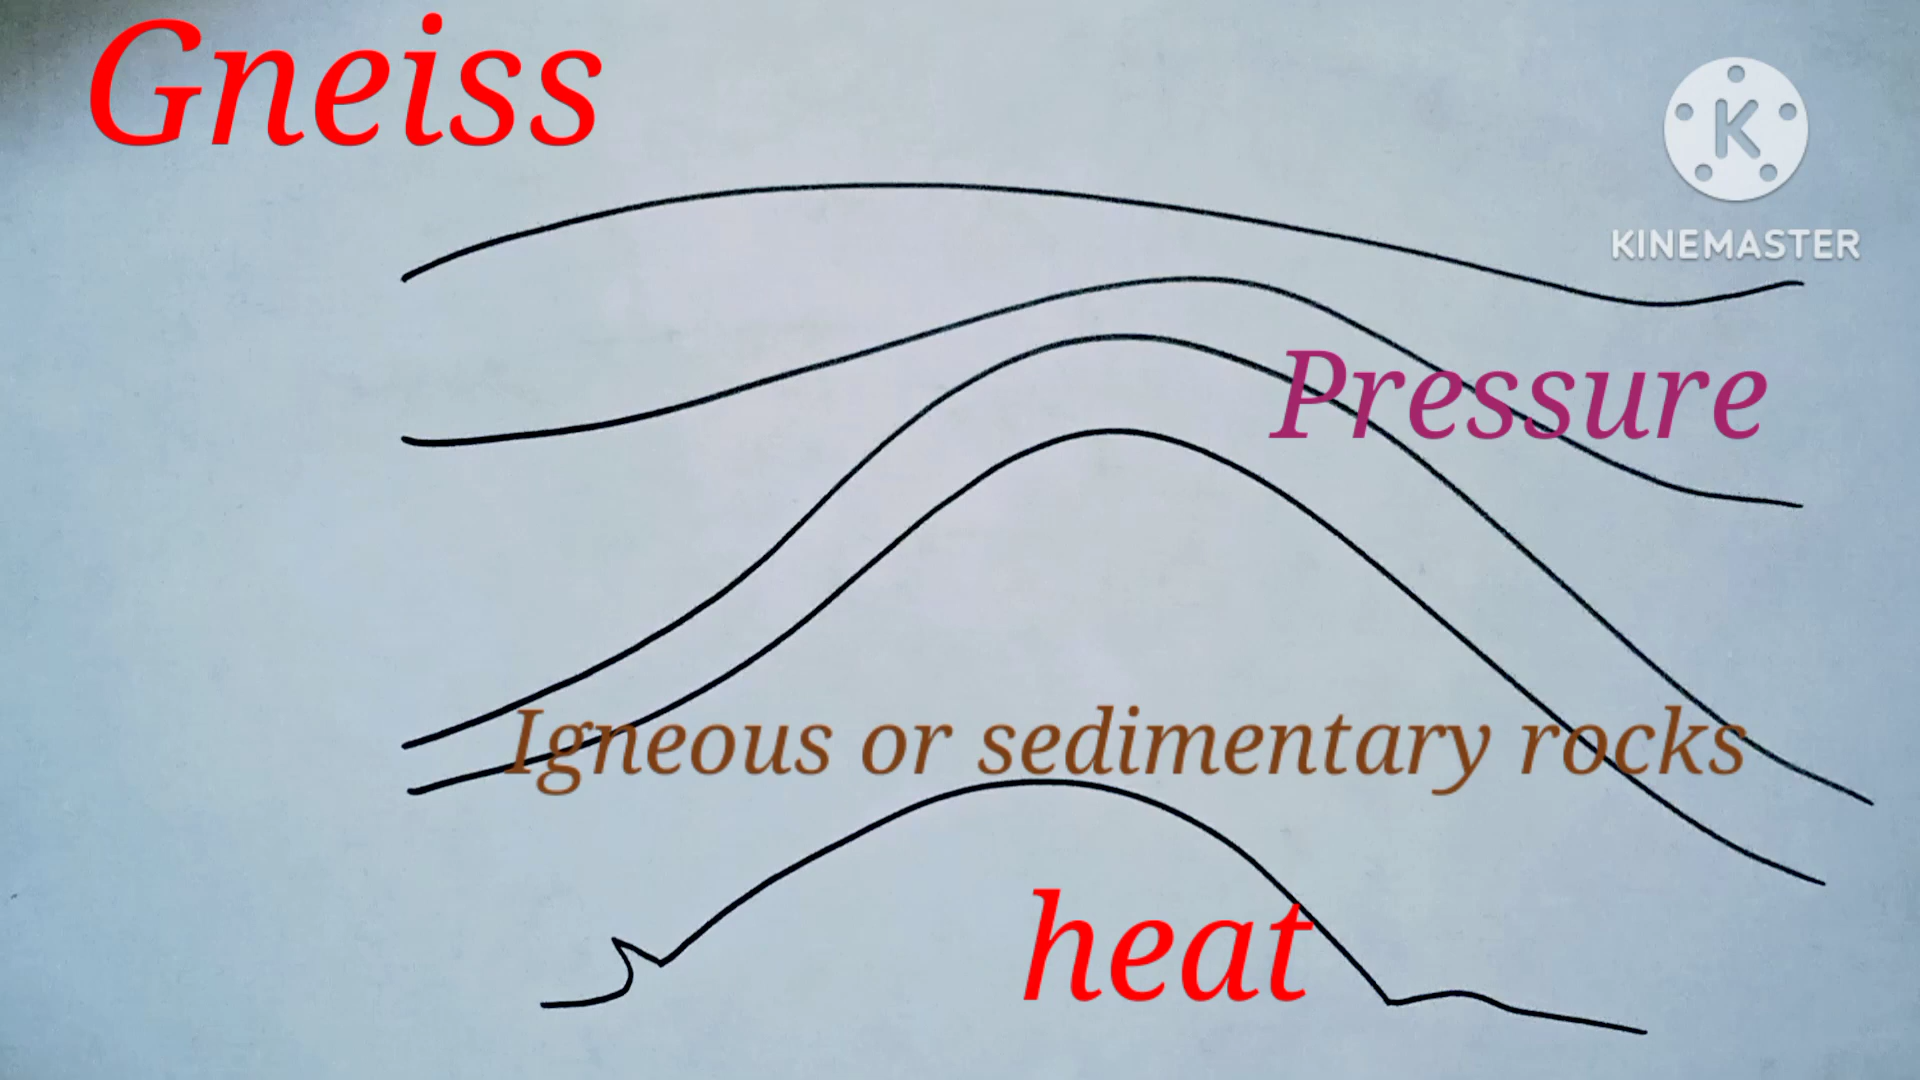 Gneiss
K
KINEMASTER
Pressure
Igneous or sedimentary rocks
heat